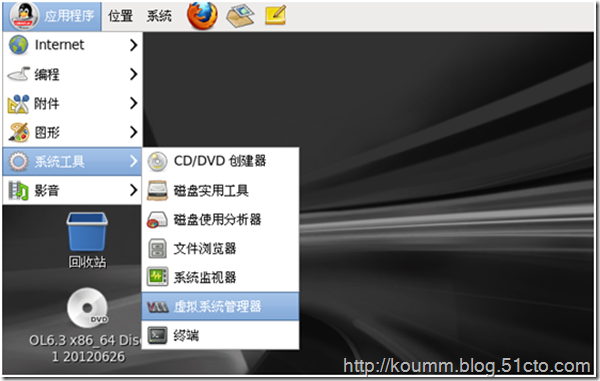 应用程序 位置 系统
Internet
编程
附件
图形
系统工具
影音
CD/DVD 创建器
磁盘实用工具
磁盘使用分析器
文件浏览器
系统监视器
虚拟系统管理器
终端
回收站
DVD
OL6.3 x86_64 Disc
1 20120626
http://koumm.blog.51cto.com